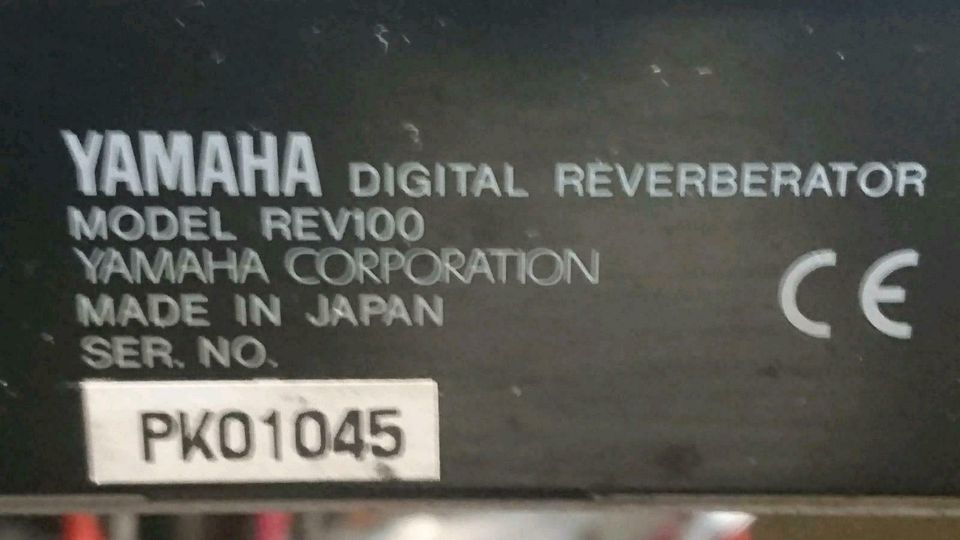 YAMAHA DIGITAL REVERBERATOR
MODEL REV100
YAMAHA CORPORATION
MADE IN JAPAN
SER. NO.
CE
PK01045